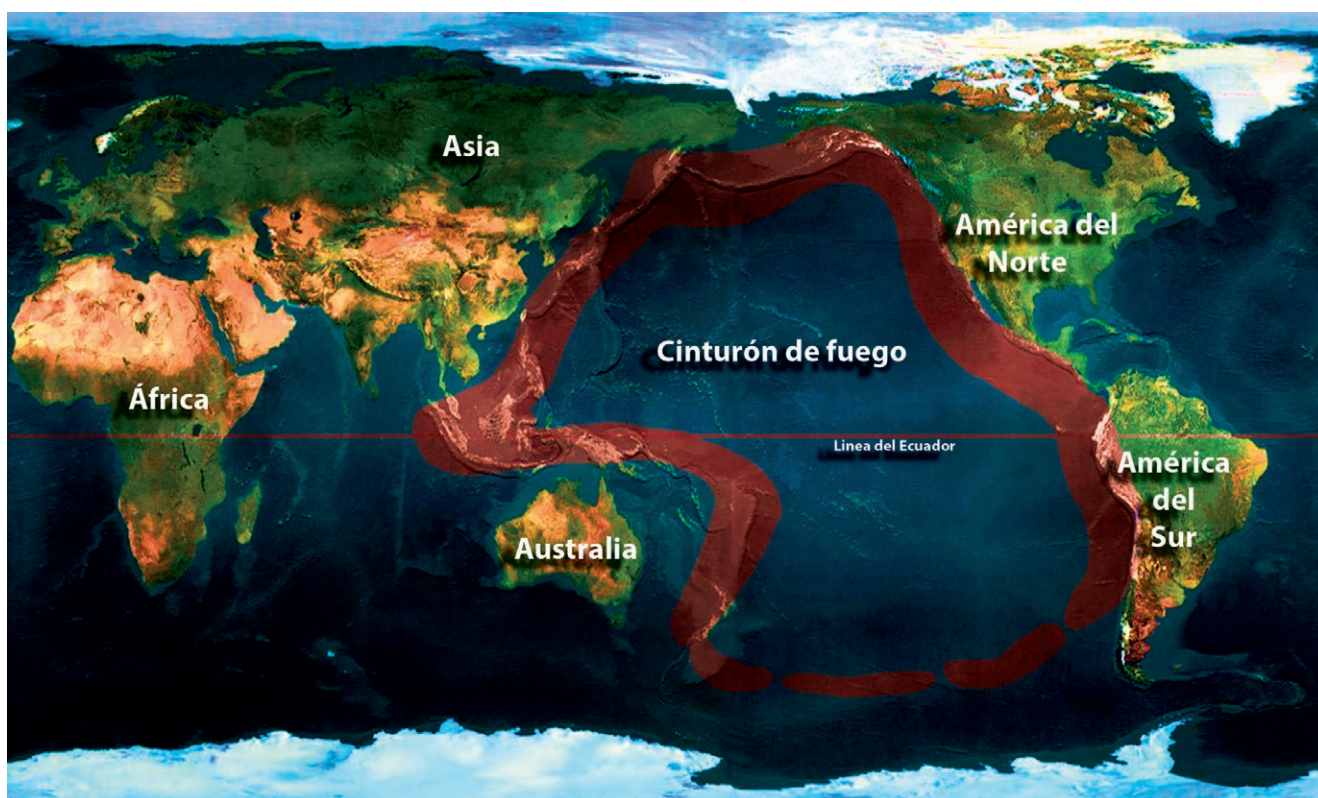 Asia
América del
Norte
Cinturón de fuego
África
Linea del Ecuador
América
del
Sur
Australia